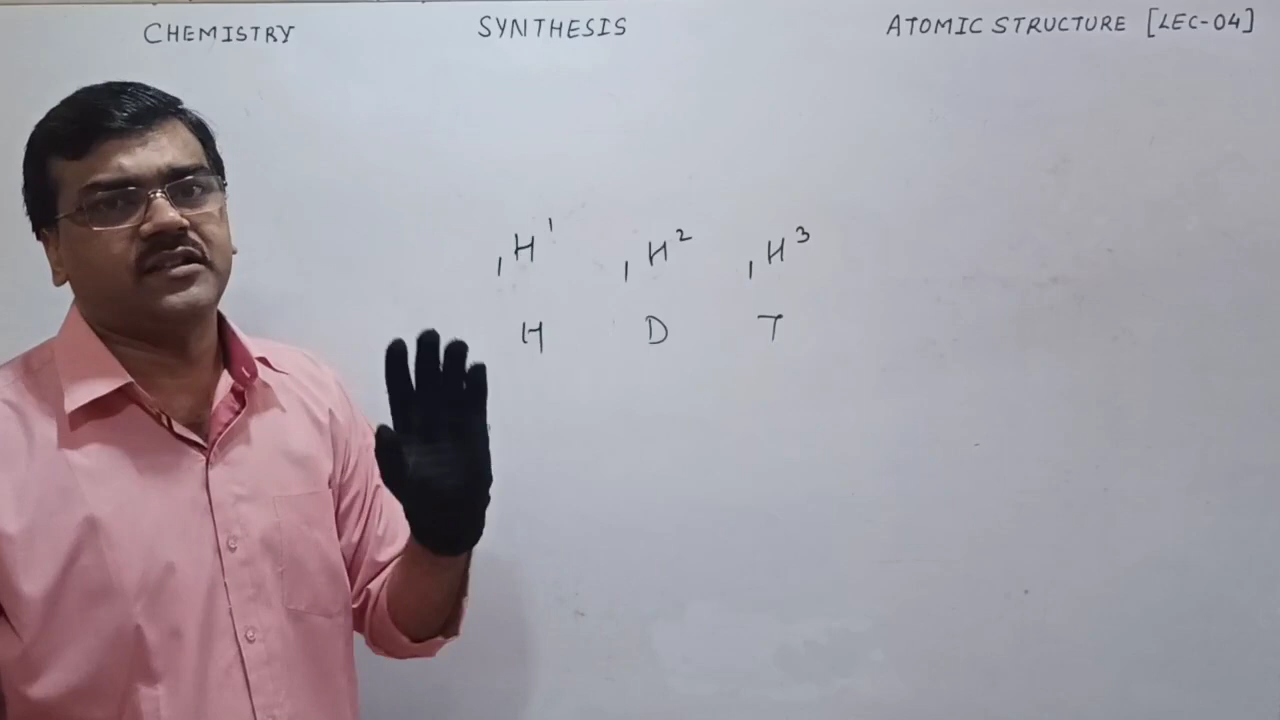 CHEMISTRY SYNTHESIS ATOMIC STRUCTURE [LEC-04]
₁H¹ ₁H² ₁H³
H D T